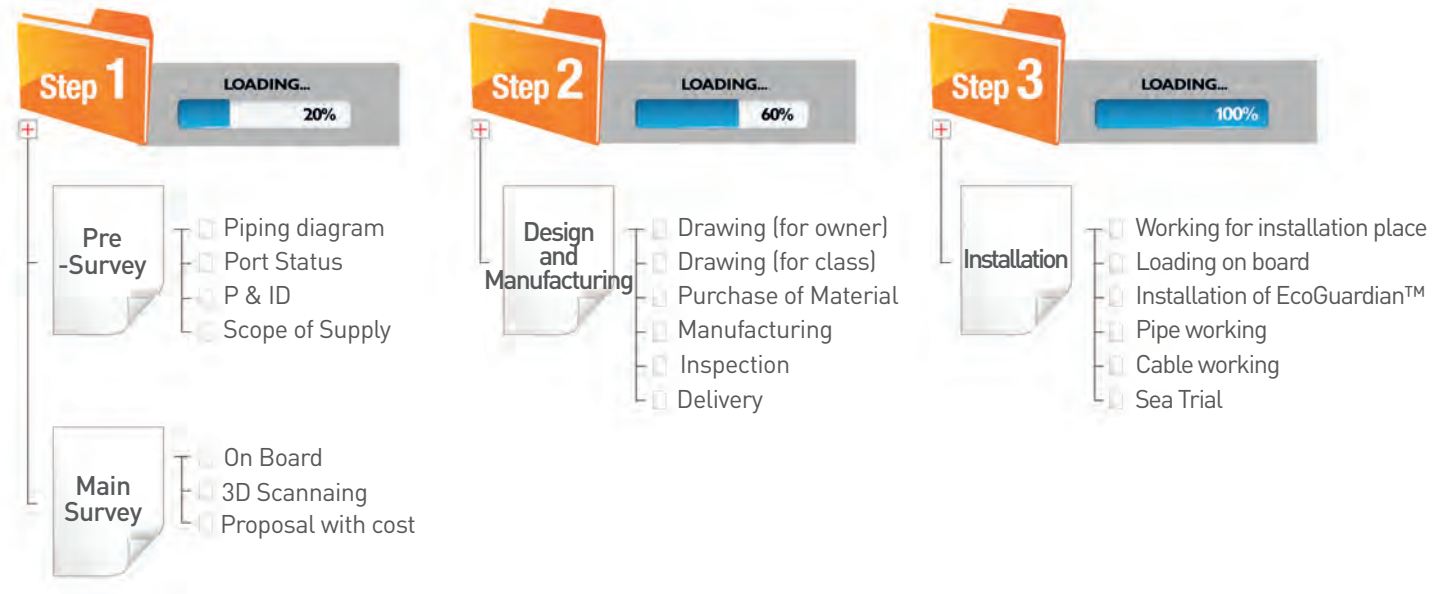 Step 1
LOADING...
20%
Pre
-Survey
Piping diagram
Port Status
P & ID
Scope of Supply
Main
Survey
On Board
3D Scannaing
Proposal with cost
Step 2
LOADING...
60%
Design
and
Manufacturing
Drawing (for owner)
Drawing (for class)
Purchase of Material
Manufacturing
Inspection
Delivery
Step 3
LOADING...
100%
Installation
Working for installation place
Loading on board
Installation of EcoGuardian™
Pipe working
Cable working
Sea Trial